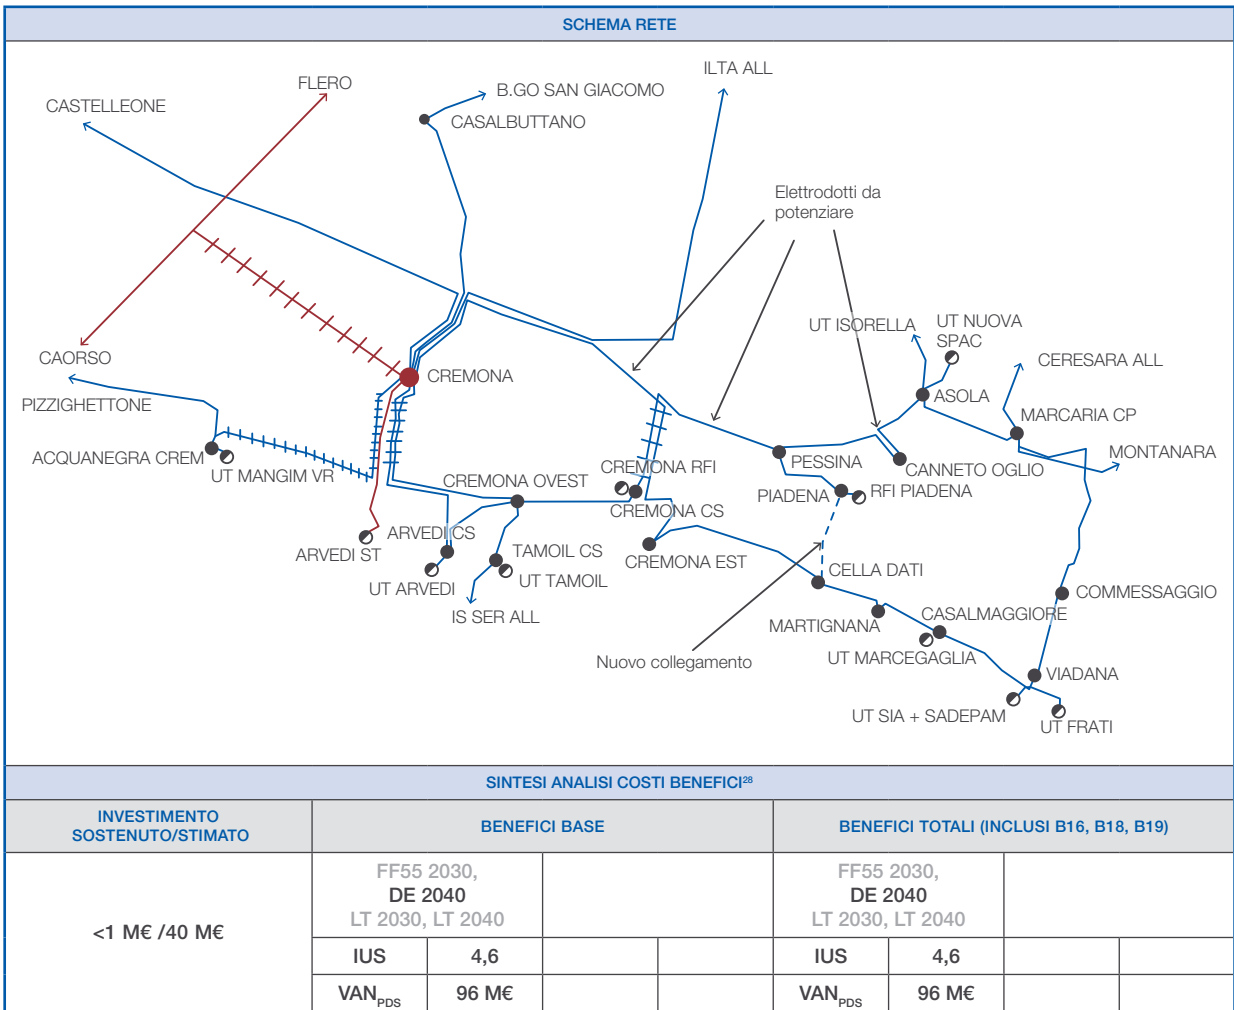 SCHEMA RETE
ILTA ALL
FLERO
B.GO SAN GIACOMO
CASTELLEONE
CASALBUTTANO
Elettrodotti da
potenziare
UT ISORELLA
UT NUOVA
SPAC
CAORSO
CERESARA ALL
CREMONA
PIZZIGHETTONE
ASOLA
MARCARIA CP
ACQUANEGRA CREM
UT MANGIM VR
CREMONA OVEST
CREMONA RFI
PESSINA
CANNETO OGLIO
MONTANARA
PIADENA
RFI PIADENA
CREMONA CS
ARVEDI ST
ARVEDI CS
TAMOIL CS
CREMONA EST
UT ARVEDI
UT TAMOIL
CELLA DATI
COMMESSAGGIO
IS SER ALL
MARTIGNANA
CASALMAGGIORE
Nuovo collegamento
UT MARCEGAGLIA
VIADANA
UT SIA + SADEPAM
UT FRATI
SINTESI ANALISI COSTI BENEFICI28
INVESTIMENTO
SOSTENUTO/STIMATO
BENEFICI BASE
BENEFICI TOTALI (INCLUSI B16, B18, B19)
<1 M€ /40 M€
FF55 2030,
DE 2040
LT 2030, LT 2040
FF55 2030,
DE 2040
LT 2030, LT 2040
IUS 4,6 IUS 4,6
VANPDS 96 M€ VANPDS 96 M€